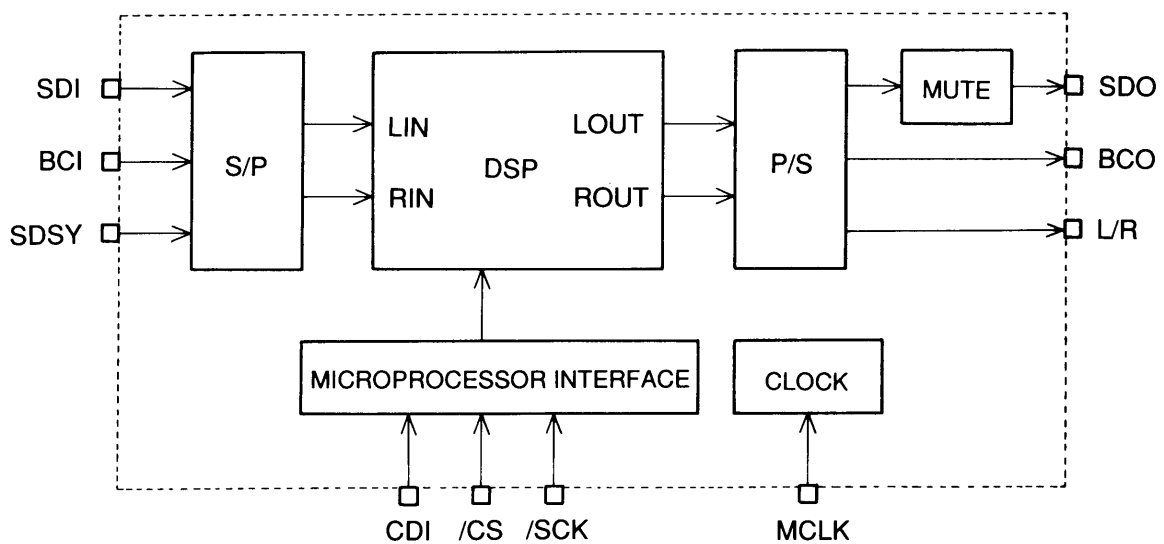 SDI
BCI
SDSY
S/P
LIN
RIN
DSP
LOUT
ROUT
P/S
MUTE
SDO
BCO
L/R
MICROPROCESSOR INTERFACE
CLOCK
CDI
/CS
/SCK
MCLK